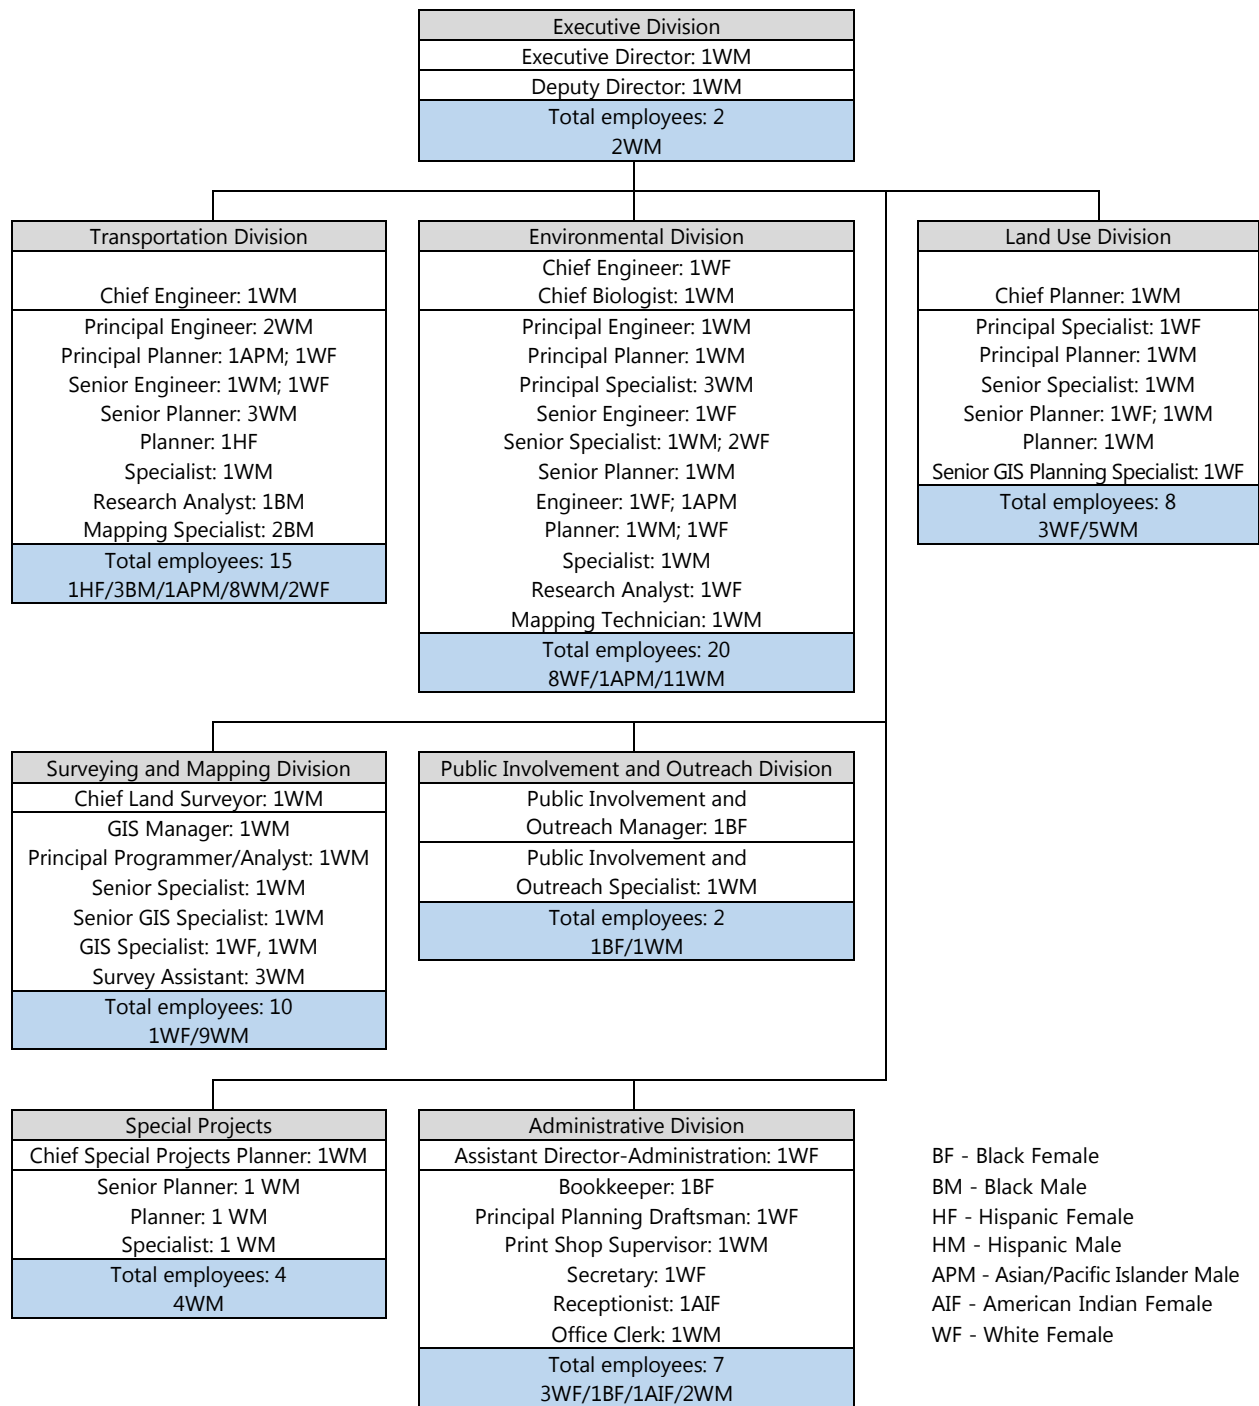 Executive Division
Executive Director: 1WM
Deputy Director: 1WM
Total employees: 2
2WM
Transportation Division
Chief Engineer: 1WM
Principal Engineer: 2WM
Principal Planner: 1APM; 1WF
Senior Engineer: 1WM; 1WF
Senior Planner: 3WM
Planner: 1HF
Specialist: 1WM
Research Analyst: 1BM
Mapping Specialist: 2BM
Total employees: 15
1HF/3BM/1APM/8WM/2WF
Environmental Division
Chief Engineer: 1WF
Chief Biologist: 1WM
Principal Engineer: 1WM
Principal Planner: 1WM
Principal Specialist: 3WM
Senior Engineer: 1WF
Senior Specialist: 1WM; 2WF
Senior Planner: 1WM
Engineer: 1WF; 1APM
Planner: 1WM; 1WF
Specialist: 1WM
Research Analyst: 1WF
Mapping Technician: 1WM
Total employees: 20
8WF/1APM/11WM
Land Use Division
Chief Planner: 1WM
Principal Specialist: 1WF
Principal Planner: 1WM
Senior Specialist: 1WM
Senior Planner: 1WF; 1WM
Planner: 1WM
Senior GIS Planning Specialist: 1WF
Total employees: 8
3WF/5WM
Surveying and Mapping Division
Chief Land Surveyor: 1WM
GIS Manager: 1WM
Principal Programmer/Analyst: 1WM
Senior Specialist: 1WM
Senior GIS Specialist: 1WM
GIS Specialist: 1WF, 1WM
Survey Assistant: 3WM
Total employees: 10
1WF/9WM
Public Involvement and Outreach Division
Public Involvement and
Outreach Manager: 1BF
Public Involvement and
Outreach Specialist: 1WM
Total employees: 2
1BF/1WM
Special Projects
Chief Special Projects Planner: 1WM
Senior Planner: 1 WM
Planner: 1 WM
Specialist: 1 WM
Total employees: 4
4WM
Administrative Division
Assistant Director-Administration: 1WF
Bookkeeper: 1BF
Principal Planning Draftsman: 1WF
Print Shop Supervisor: 1WM
Secretary: 1WF
Receptionist: 1AIF
Office Clerk: 1WM
Total employees: 7
3WF/1BF/1AIF/2WM
BF - Black Female
BM - Black Male
HF - Hispanic Female
HM - Hispanic Male
APM - Asian/Pacific Islander Male
AIF - American Indian Female
WF - White Female